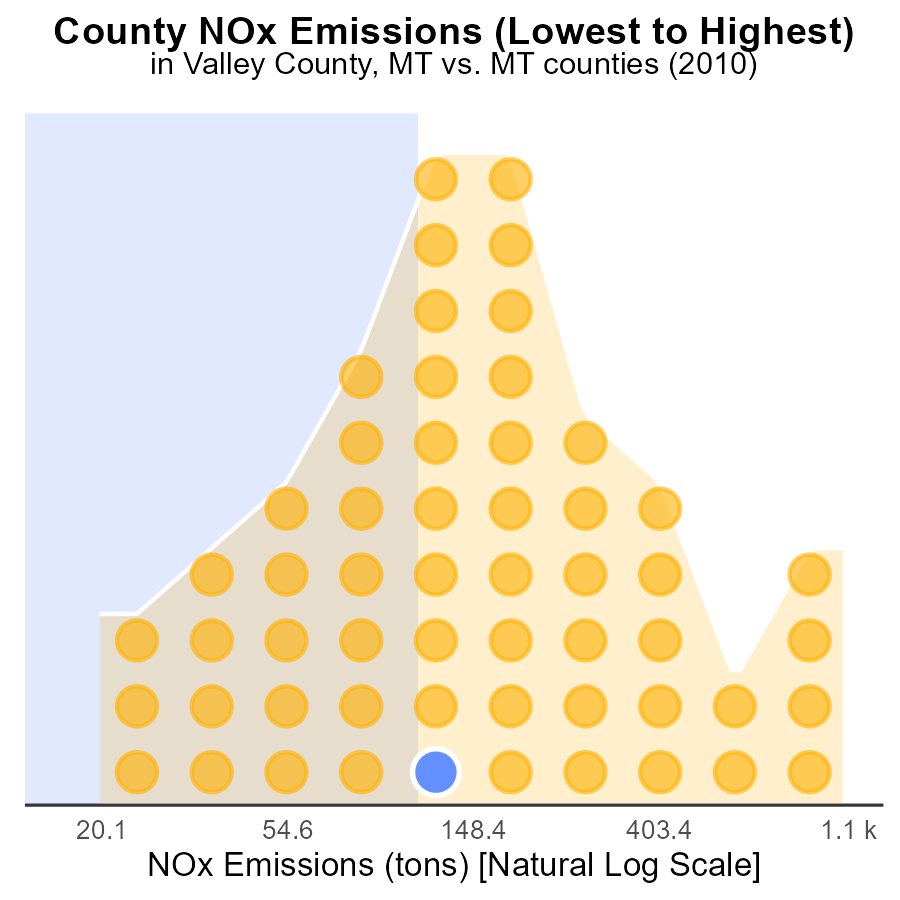 County NOx Emissions (Lowest to Highest)
in Valley County, MT vs. MT counties (2010)
20.1 54.6 148.4 403.4 1.1 k
NOx Emissions (tons) [Natural Log Scale]